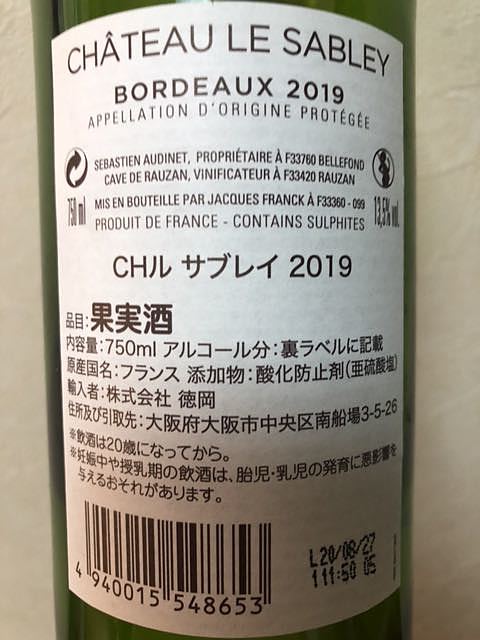 CHÂTEAU LE SABLEY
BORDEAUX 2019
APPELLATION D'ORIGINE PROTÉGÉE
SEBASTIEN AUDINET, PROPRIÉTAIRE À F33760 BELLEFOND
CAVE DE RAUZAN, VINIFICATEUR À F33420 RAUZAN
MIS EN BOUTEILLE PAR JACQUES FRANCK À F33360 - 099
750 ml PRODUIT DE FRANCE - CONTAINS SULPHITES 13,5% vol.
CHル サブレイ 2019
品目:果実酒
内容量:750ml アルコール分:裏ラベルに記載
原産国名:フランス 添加物:酸化防止剤(亜硫酸塩)
輸入者:株式会社 徳岡
住所及び引取先:大阪府大阪市中央区南船場3-5-26
※飲酒は20歳になってから。
※妊娠中や授乳期の飲酒は、胎児・乳児の発育に悪影響を
与えるおそれがあります。
4 940015 548653
L20/08/27
111:50 05